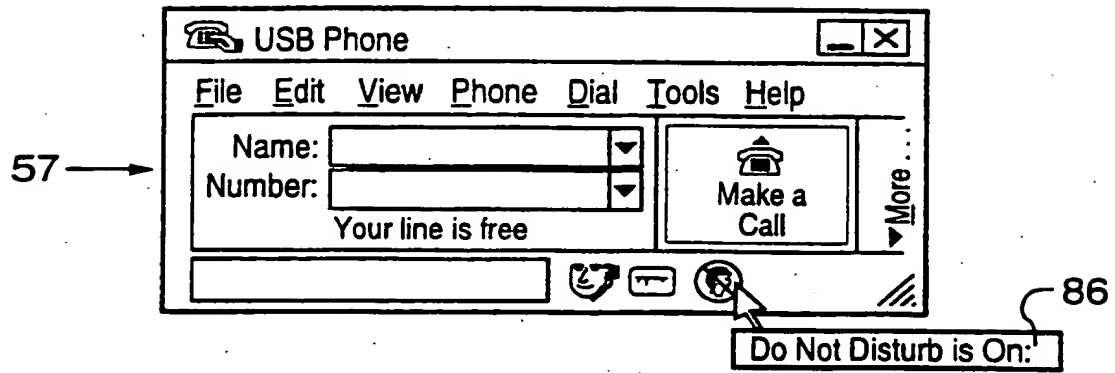 USB Phone
File Edit View Phone Dial Tools Help
57
Name:
Number:
Your line is free
Make a
Call
More...
86
Do Not Disturb is On: